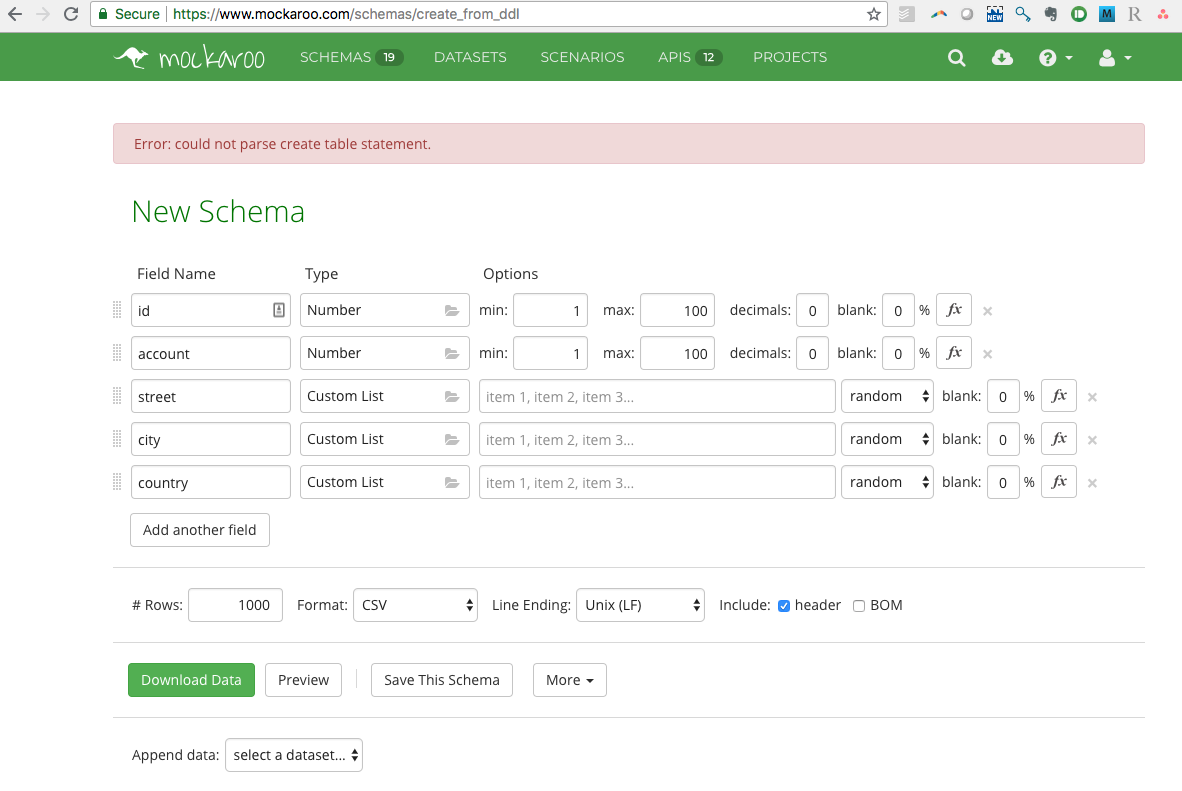 Secure https://www.mockaroo.com/schemas/create_from_ddl NEW M R
mockaroo SCHEMAS 19 DATASETS SCENARIOS APIS 12 PROJECTS ?
Error: could not parse create table statement.
New Schema
Field Name Type Options
id Number min: 1 max: 100 decimals: 0 blank: 0 % fx ×
account Number min: 1 max: 100 decimals: 0 blank: 0 % fx ×
street Custom List item 1, item 2, item 3... random blank: 0 % fx ×
city Custom List item 1, item 2, item 3... random blank: 0 % fx ×
country Custom List item 1, item 2, item 3... random blank: 0 % fx ×
Add another field
# Rows: 1000 Format: CSV Line Ending: Unix (LF) Include: header BOM
Download Data Preview Save This Schema More
Append data: select a dataset...